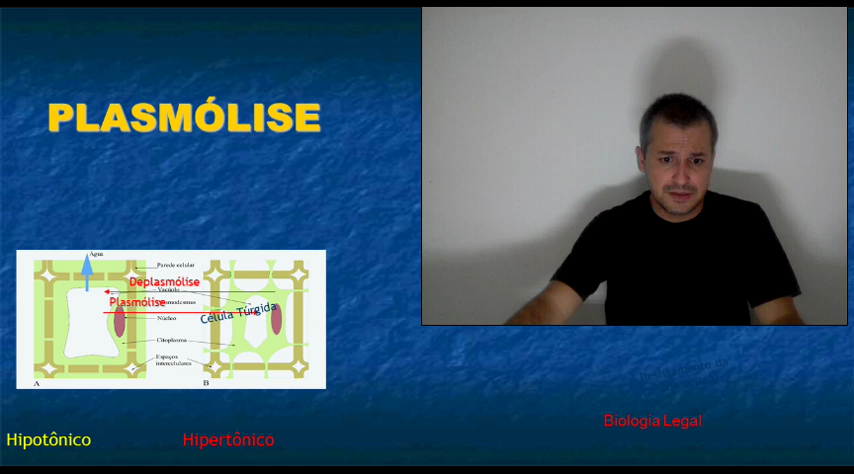 PLASMÓLISE
Água
Parede celular
Deplasmólise
Vacúolo
Plasmólise
Núcleo
Célula Túrgida
Citoplasma
Espaços
intercelulares
A
B
Biologia Legal
Hipotônico
Hipertônico